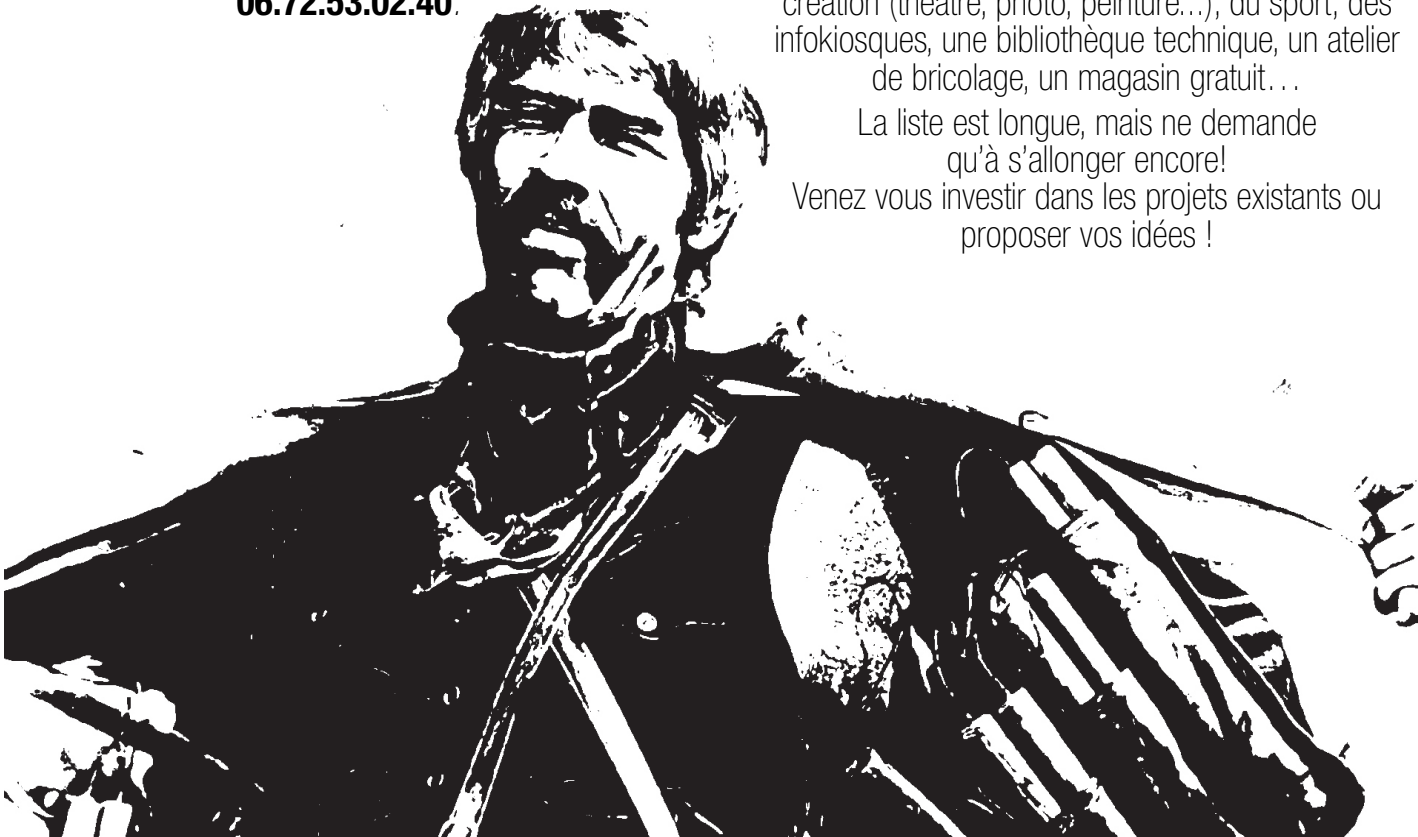 06.72.53.02.40.
création (théâtre, photo, peinture...), du sport, des
infokiosques, une bibliothèque technique, un atelier
de bricolage, un magasin gratuit...
La liste est longue, mais ne demande
qu'à s'allonger encore!
Venez vous investir dans les projets existants ou
proposer vos idées !